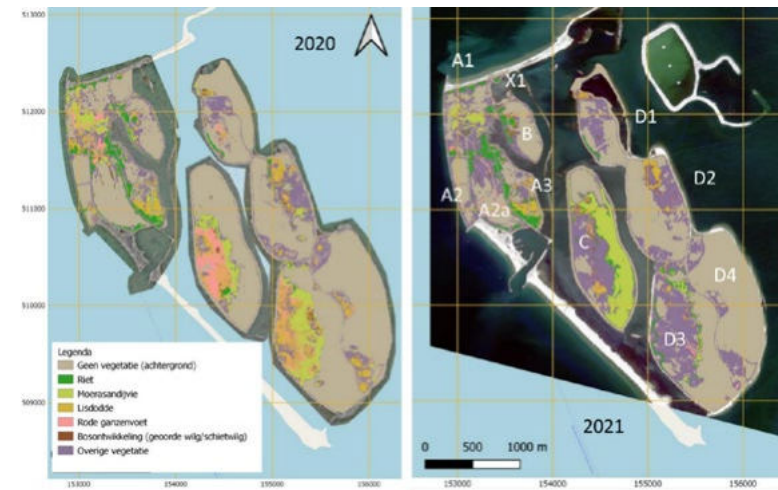 513000
2020
512000
511000
510000
509000
Legenda
Geen vegetatie (achtergrond)
Riet
Moerasandijvie
Lisdodde
Rode ganzenvoet
Bosontwikkeling (geoorde wilg/schietwilg)
Overige vegetatie
153000 154000 155000 156000
A1
X1
B
D1
A2
A3
D2
A2a
C
D4
D3
2021
0 500 1000 m
153000 154000 155000 156000